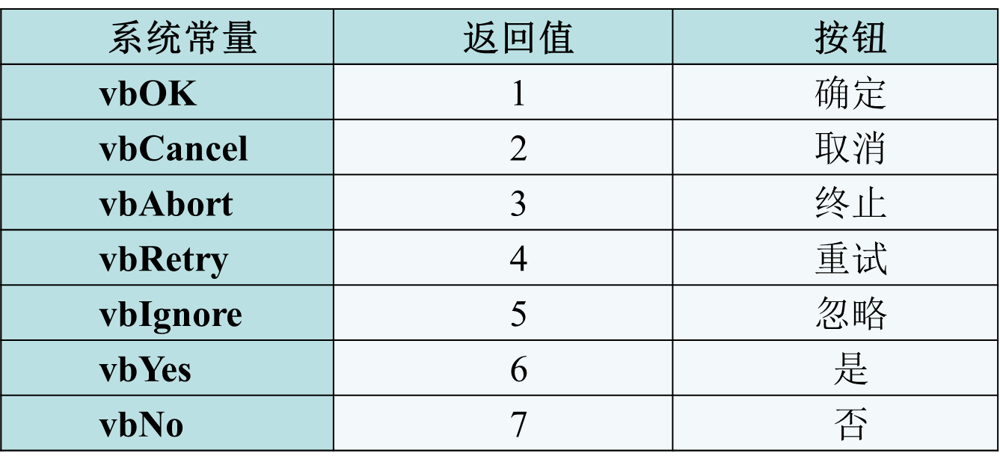 系统常量 返回值 按钮
vbOK 1 确定
vbCancel 2 取消
vbAbort 3 终止
vbRetry 4 重试
vbIgnore 5 忽略
vbYes 6 是
vbNo 7 否